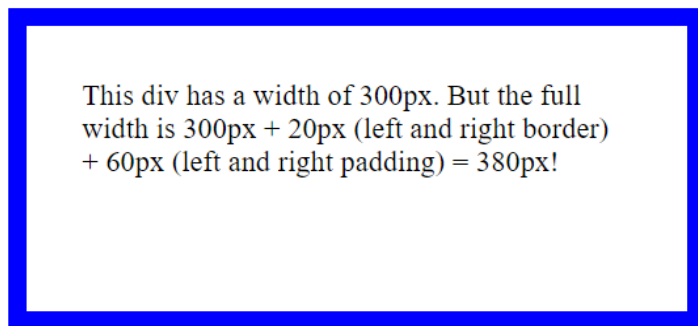 This div has a width of 300px. But the full
width is 300px + 20px (left and right border)
+ 60px (left and right padding) = 380px!